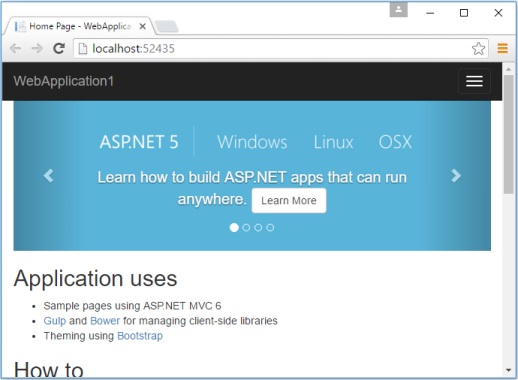 Home Page - WebApplica
localhost:52435
WebApplication1
ASP.NET 5 Windows Linux OSX
Learn how to build ASP.NET apps that can run
anywhere. Learn More
Application uses
Sample pages using ASP.NET MVC 6
Gulp and Bower for managing client-side libraries
Theming using Bootstrap
How to